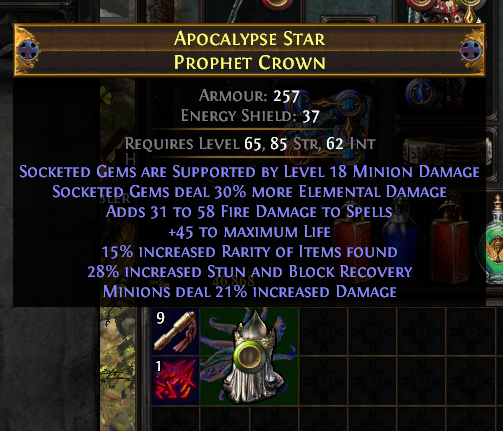 Apocalypse Star
Prophet Crown
Armour: 257
Energy Shield: 37
Requires Level 65, 85 Str, 62 Int
Socketed Gems are Supported by Level 18 Minion Damage
Socketed Gems deal 30% more Elemental Damage
Adds 31 to 58 Fire Damage to Spells
+45 to maximum Life
15% increased Rarity of Items found
28% increased Stun and Block Recovery
Minions deal 21% increased Damage
9
1